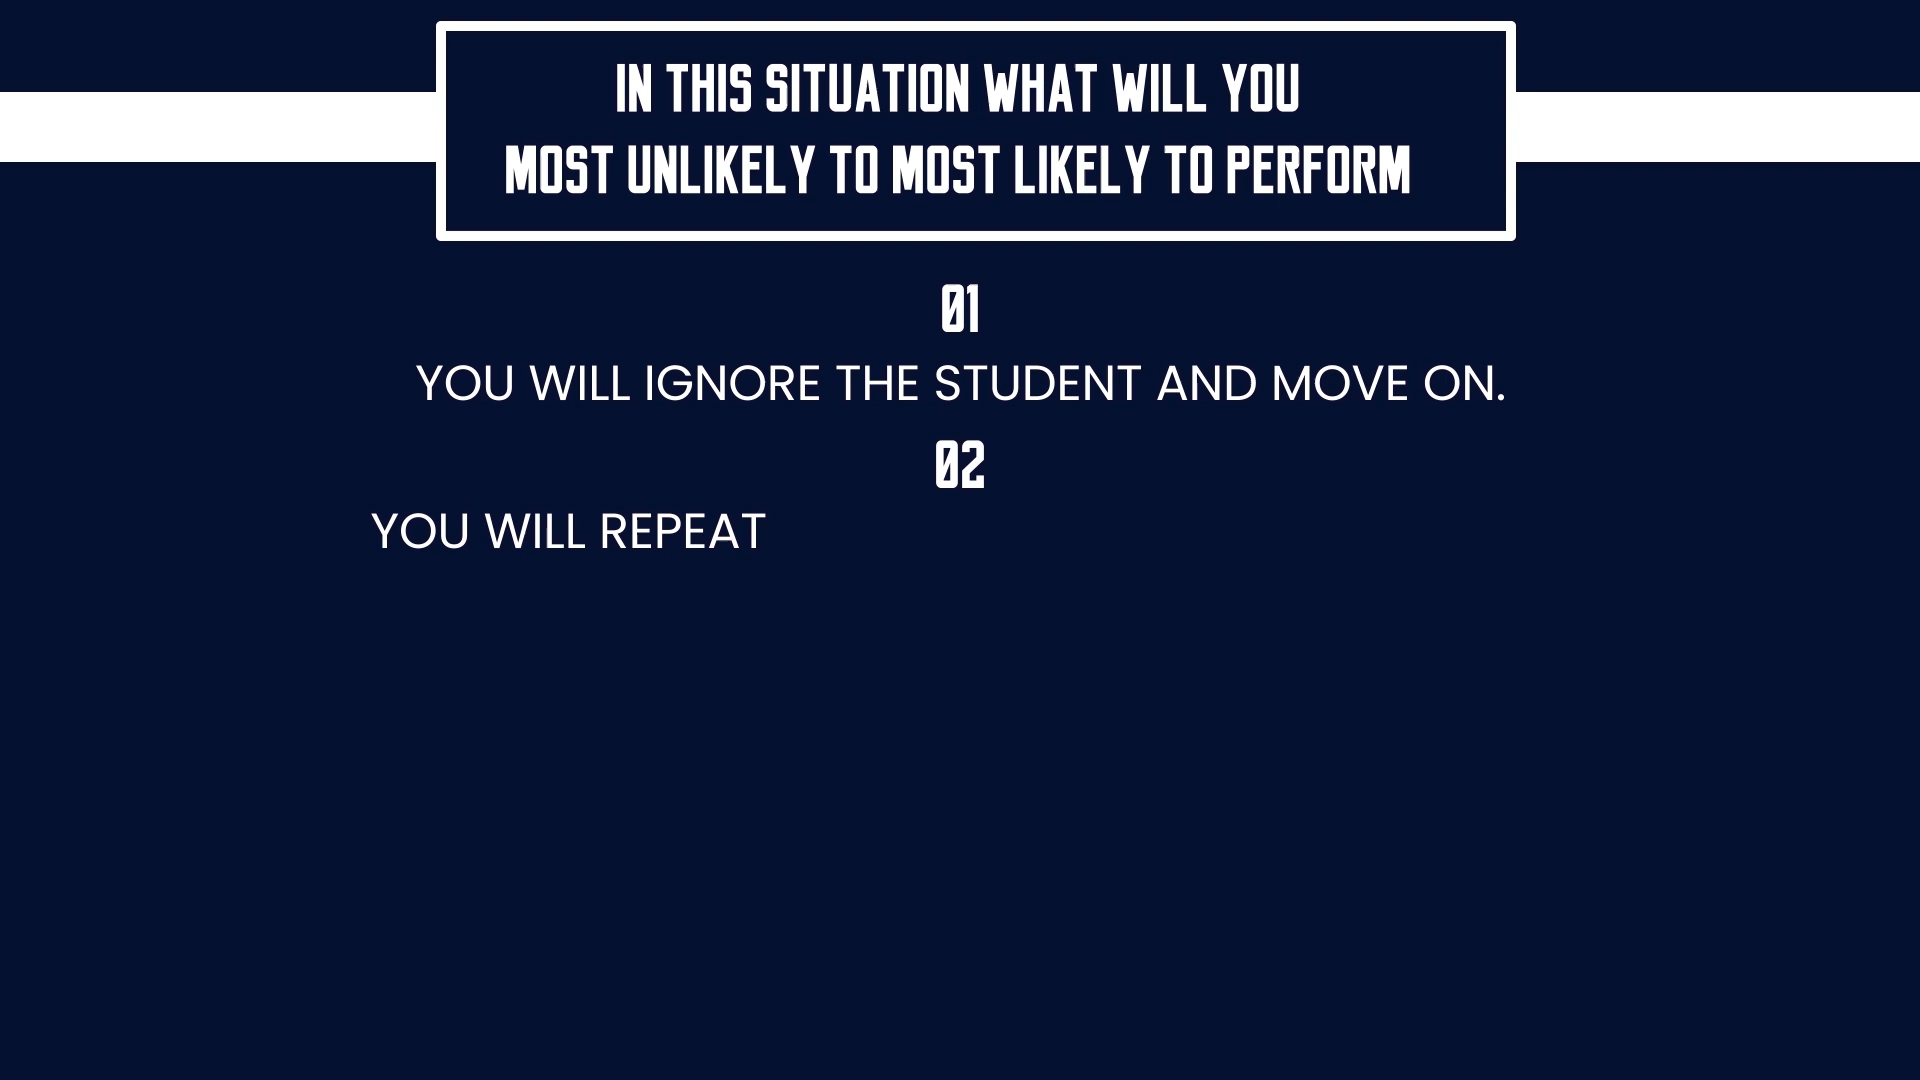 IN THIS SITUATION WHAT WILL YOU
MOST UNLIKELY TO MOST LIKELY TO PERFORM
01
YOU WILL IGNORE THE STUDENT AND MOVE ON.
02
YOU WILL REPEAT